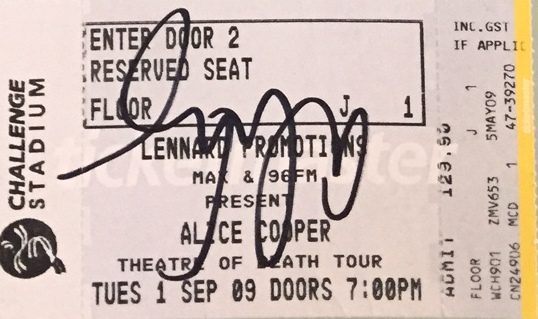 CHALLENGE
STADIUM
ENTER DOOR 2
RESERVED SEAT
FLOOR J 1
LENNARD PROMOTIONS
MAX & 96FM
PRESENT
ALICE COOPER
THEATRE OF DEATH TOUR
TUES 1 SEP 09 DOORS 7:00PM
ADMIT 129.90
FLOOR J 1
WCH901 ZMV653 5MAY09
CN24906 MCD 1 47-39270
INC.GST
IF APPLIC